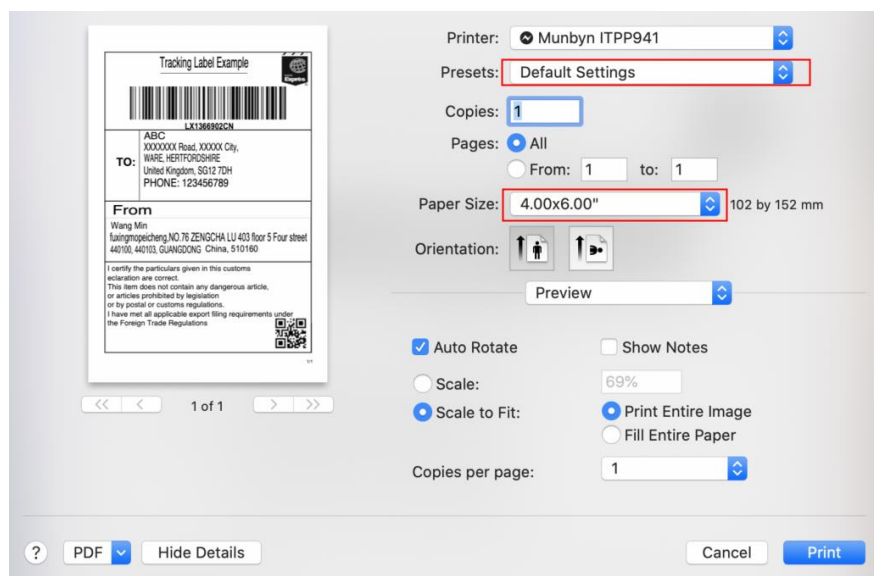 Tracking Label Example
Express
LX1366902CN
TO:
ABC
XXXXXXX Road, XXXXX City,
WARE, HERTFORDSHIRE
United Kingdom, SG12 7DH
PHONE: 123456789
From
Wang Min
fuxingmopeicheng,NO.76 ZENGCHA LU 403 floor 5 Four street
440100, 440103, GUANGDONG China, 510160
I certify the particulars given in this customs
eclaration are correct.
This item does not contain any dangerous article,
or articles prohibited by legislation
or by postal or customs regulations.
I have met all applicable export filing requirements under
the Foreign Trade Regulations
1/1
<< < 1 of 1 > >>
Printer: Munbyn ITPP941
Presets: Default Settings
Copies: 1
Pages: All
From: 1 to: 1
Paper Size: 4.00x6.00" 102 by 152 mm
Orientation:
Preview
Auto Rotate Show Notes
Scale: 69%
Scale to Fit: Print Entire Image
Fill Entire Paper
Copies per page: 1
? PDF Hide Details Cancel Print